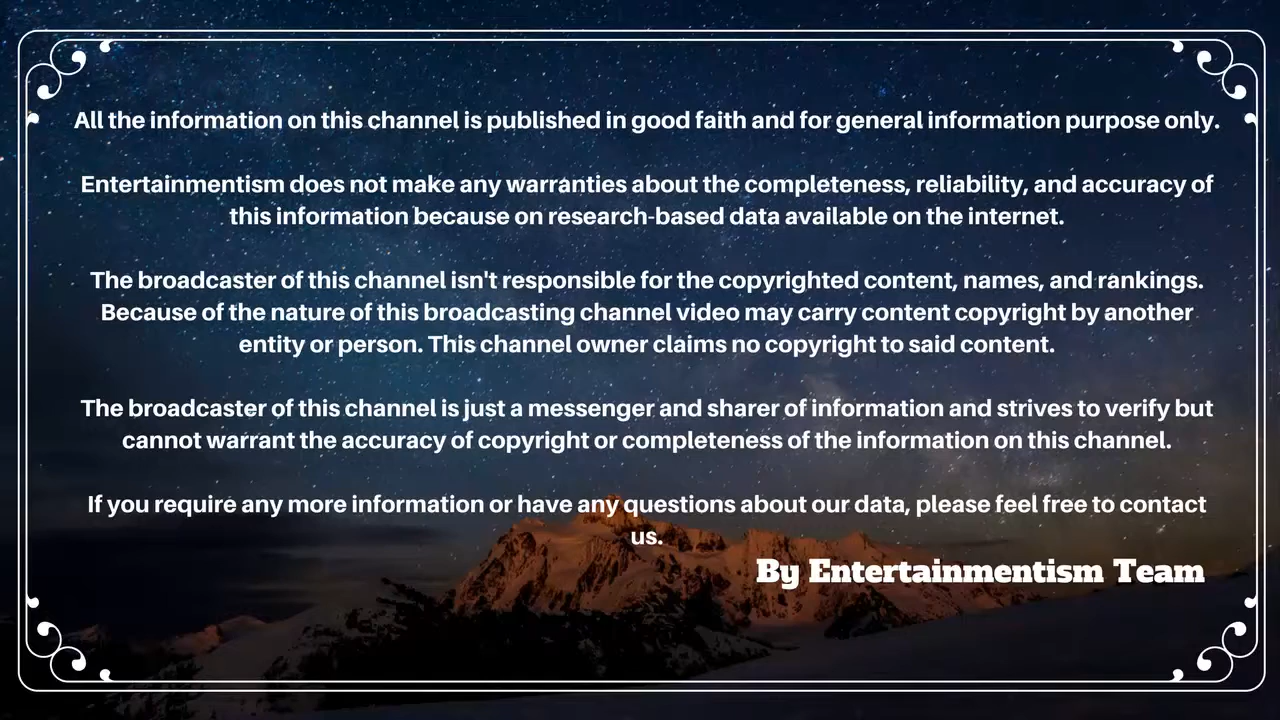 All the information on this channel is published in good faith and for general information purpose only.
Entertainmentism does not make any warranties about the completeness, reliability, and accuracy of
this information because on research-based data available on the internet.
The broadcaster of this channel isn't responsible for the copyrighted content, names, and rankings.
Because of the nature of this broadcasting channel video may carry content copyright by another
entity or person. This channel owner claims no copyright to said content.
The broadcaster of this channel is just a messenger and sharer of information and strives to verify but
cannot warrant the accuracy of copyright or completeness of the information on this channel.
If you require any more information or have any questions about our data, please feel free to contact
us.
By Entertainmentism Team